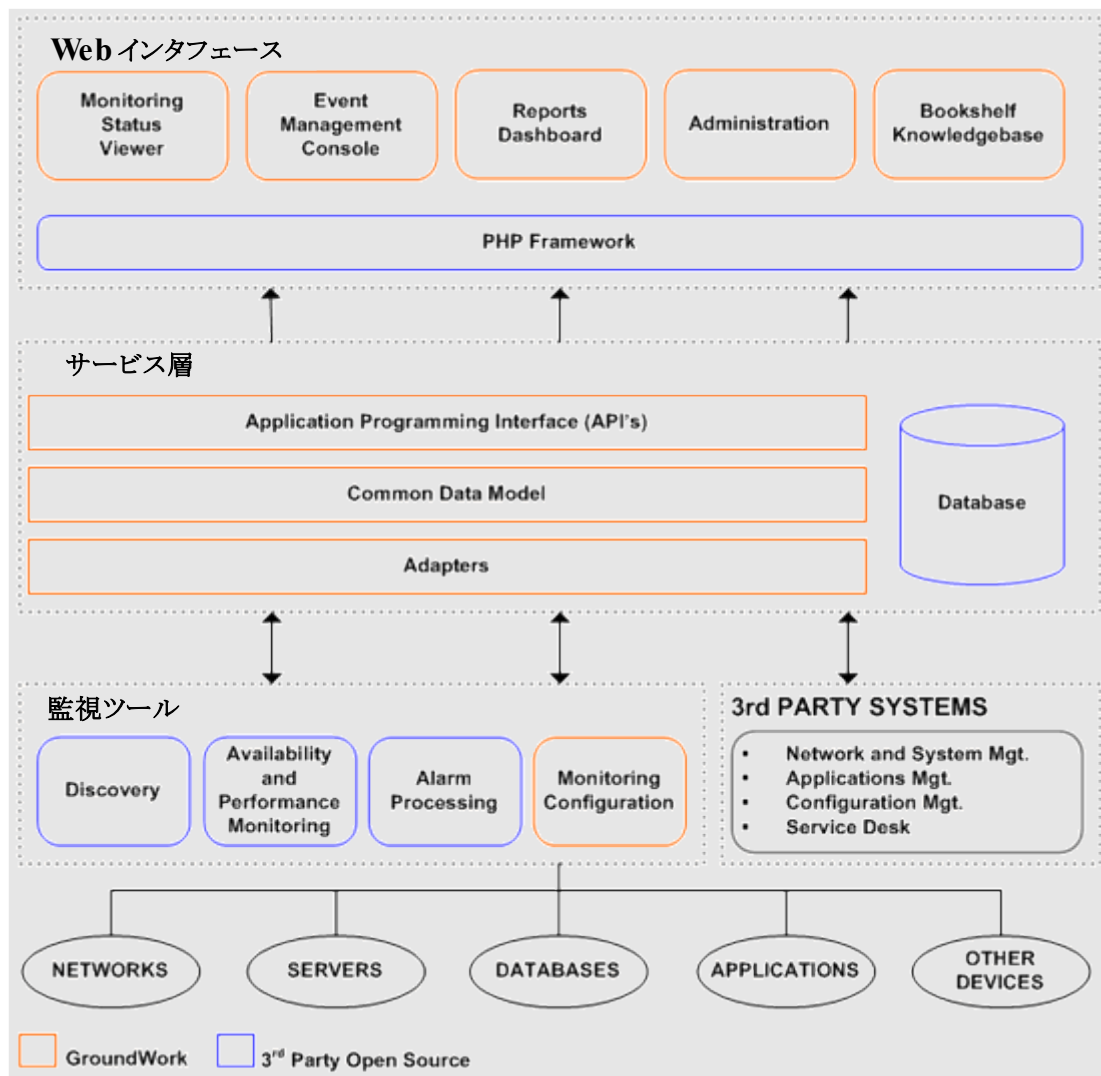 Web インタフェース
Monitoring
Status
Viewer
Event
Management
Console
Reports
Dashboard
Administration
Bookshelf
Knowledgebase
PHP Framework
サービス層
Application Programming Interface (API's)
Common Data Model
Adapters
Database
監視ツール
Discovery
Availability
and
Performance
Monitoring
Alarm
Processing
Monitoring
Configuration
3rd PARTY SYSTEMS
• Network and System Mgt.
• Applications Mgt.
• Configuration Mgt.
• Service Desk
NETWORKS
SERVERS
DATABASES
APPLICATIONS
OTHER
DEVICES
GroundWork
3rd Party Open Source